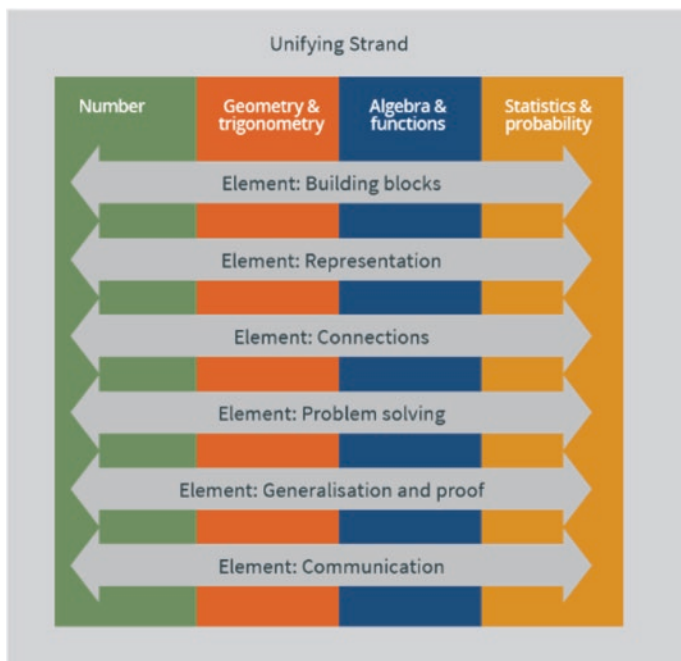 Unifying Strand
Number
Geometry &
trigonometry
Algebra &
functions
Statistics &
probability
Element: Building blocks
Element: Representation
Element: Connections
Element: Problem solving
Element: Generalisation and proof
Element: Communication